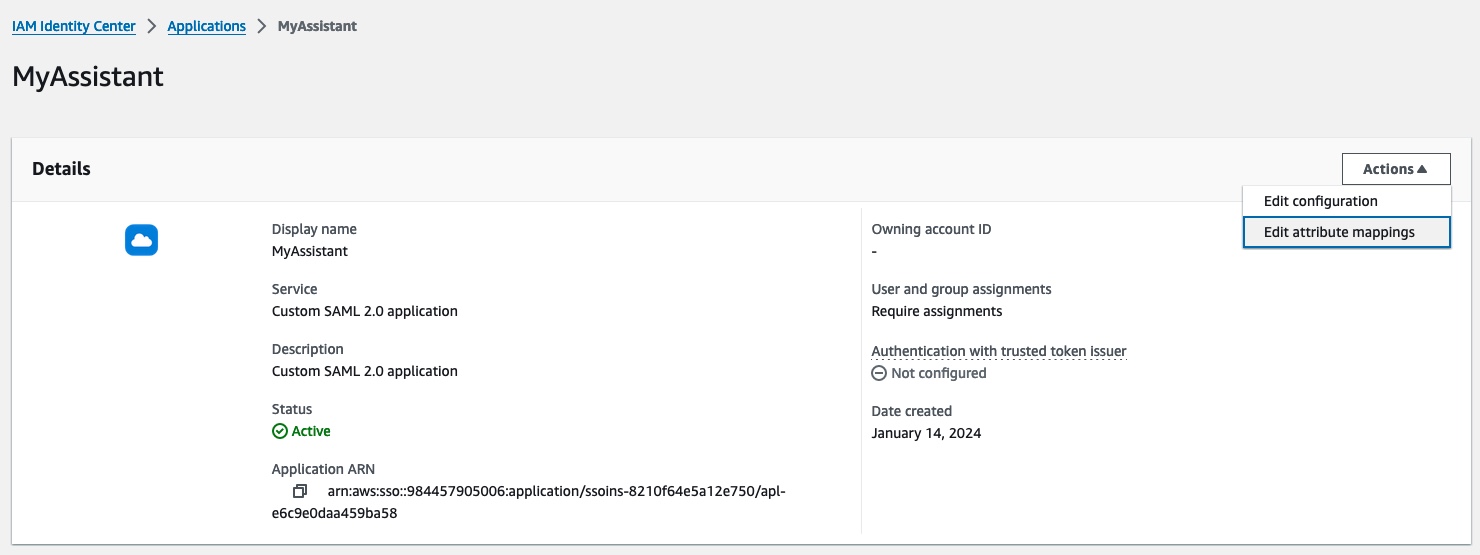 IAM Identity Center > Applications > MyAssistant
MyAssistant
Details
Actions
Edit configuration
Edit attribute mappings
Display name
MyAssistant
Service
Custom SAML 2.0 application
Description
Custom SAML 2.0 application
Status
Active
Application ARN
arn:aws:sso::984457905006:application/ssoins-8210f64e5a12e750/apl-
e6c9e0daa459ba58
Owning account ID
-
User and group assignments
Require assignments
Authentication with trusted token issuer
Not configured
Date created
January 14, 2024